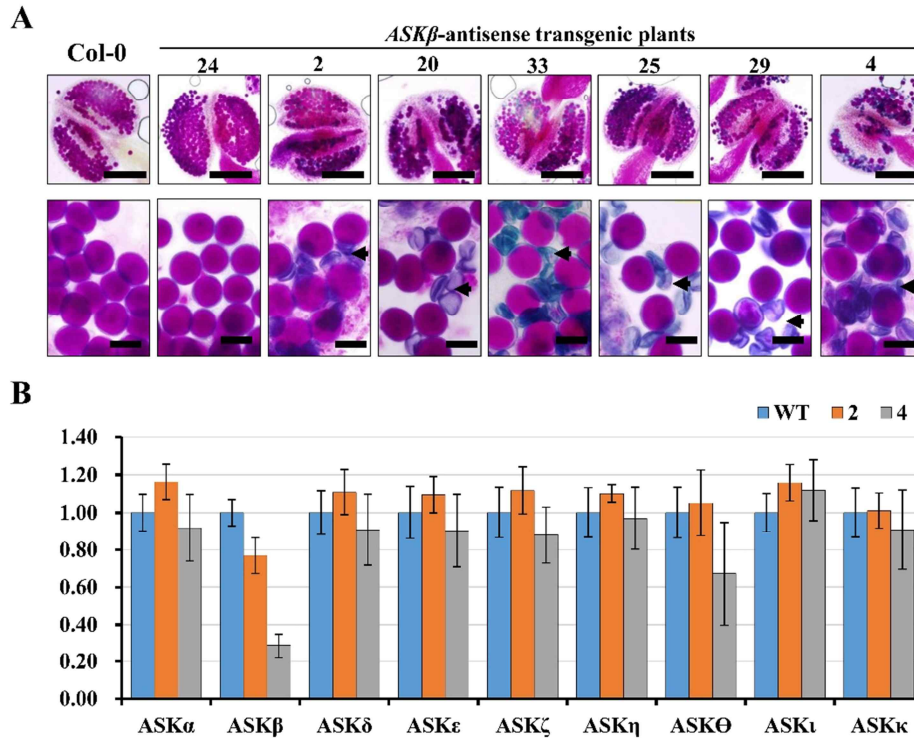 A
Col-0
ASKβ-antisense transgenic plants
24 2 20 33 25 29 4
B
WT 2 4
1.40
1.20
1.00
0.80
0.60
0.40
0.20
0.00
ASKα ASKβ ASKδ ASKε ASKζ ASKη ASKΘ ASKι ASKκ